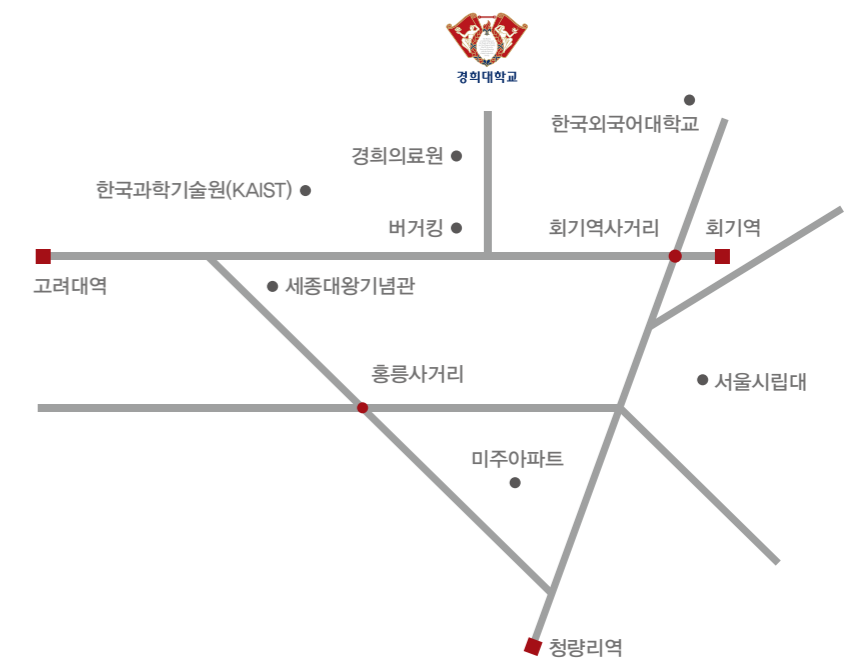 경희대학교
한국외국어대학교
경희의료원
한국과학기술원(KAIST)
버거킹
회기역사거리
회기역
고려대역
세종대왕기념관
홍릉사거리
서울시립대
미주아파트
청량리역